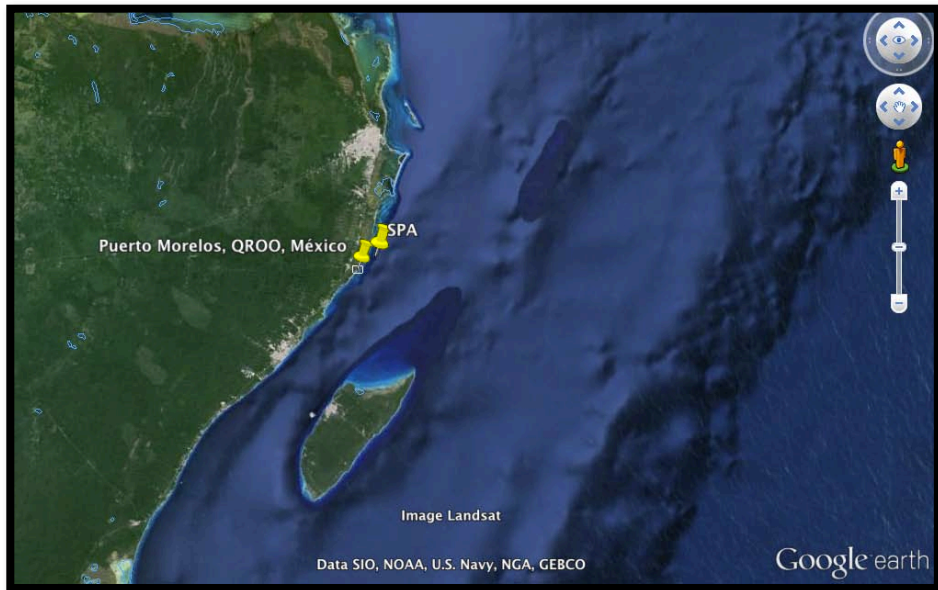 SPA
Puerto Morelos, QROO, México
Image Landsat
Data SIO, NOAA, U.S. Navy, NGA, GEBCO
Google earth